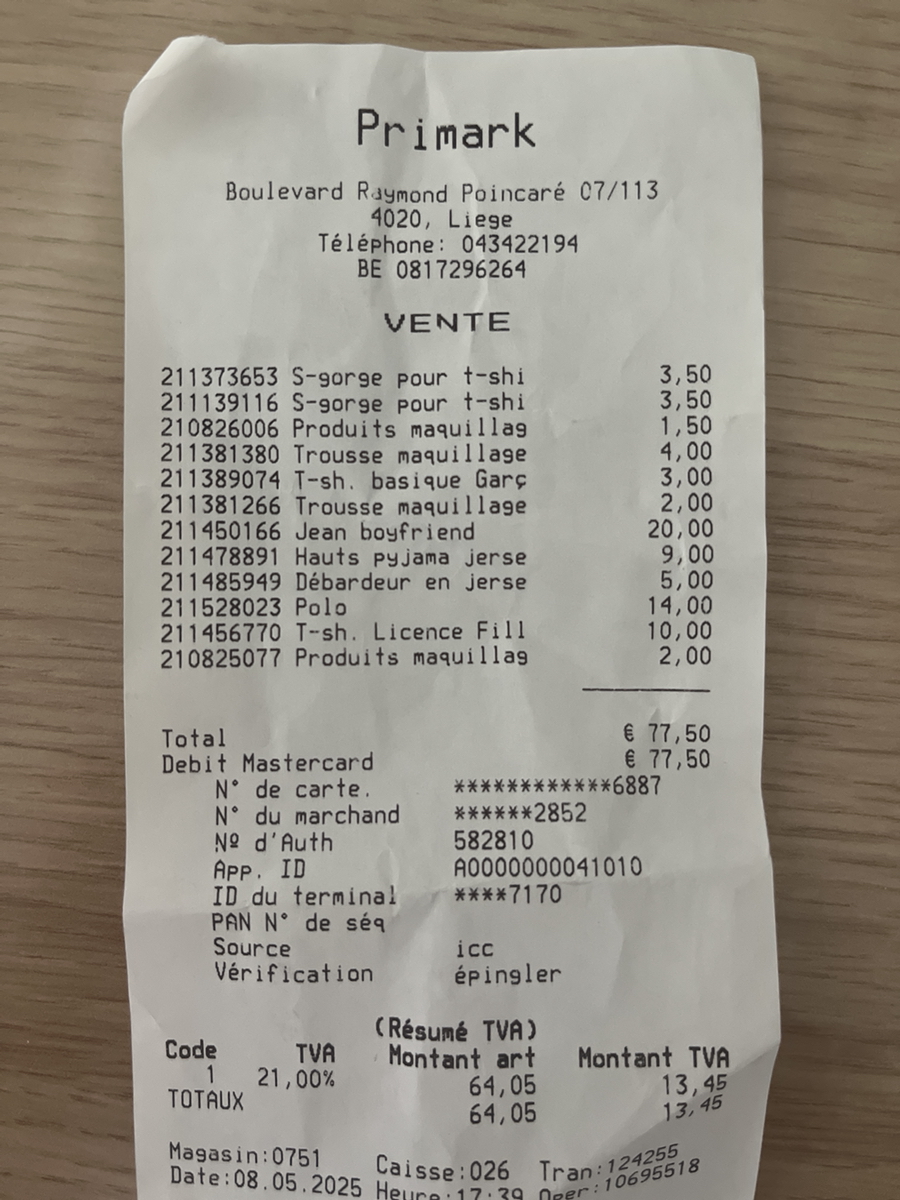 Primark
Boulevard Raymond Poincaré 07/113
4020, Liege
Téléphone: 043422194
BE 0817296264
VENTE
211373653 S-gorge pour t-shi 3,50
211139116 S-gorge pour t-shi 3,50
210826006 Produits maquillag 1,50
211381380 Trousse maquillage 4,00
211389074 T-sh. basique Garç 3,00
211381266 Trousse maquillage 2,00
211450166 Jean boyfriend 20,00
211478891 Hauts pyjama jerse 9,00
211485949 Débardeur en jerse 5,00
211528023 Polo 14,00
211456770 T-sh. Licence Fill 10,00
210825077 Produits maquillag 2,00
Total € 77,50
Debit Mastercard € 77,50
N° de carte. ************6887
N° du marchand ******2852
Nº d'Auth 582810
App. ID A0000000041010
ID du terminal ****7170
PAN N° de séq
Source icc
Vérification épingler
(Résumé TVA)
Code TVA Montant art Montant TVA
1 21,00% 64,05 13,45
TOTAUX 64,05 13,45
Magasin:0751 Caisse:026 Tran:124255
Date:08.05.2025 Heure:17:39 Oper:10695518